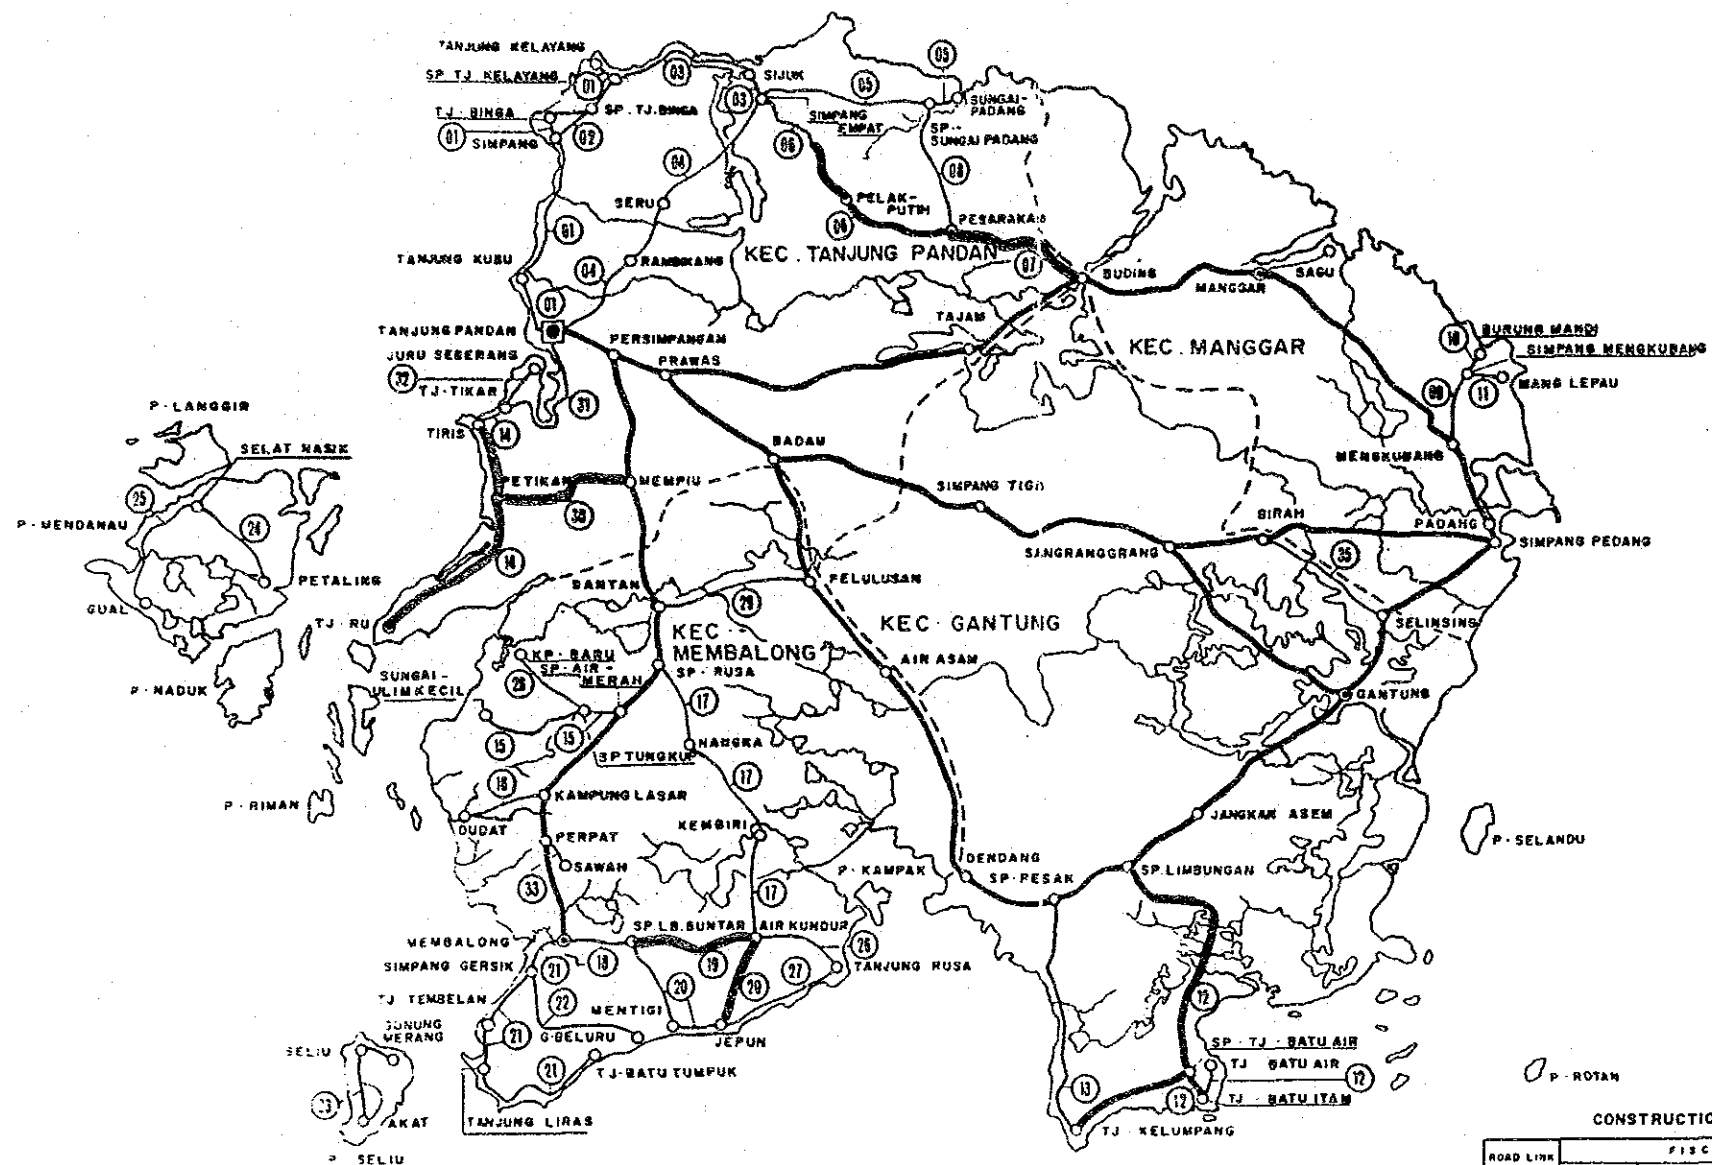 TANJUNG KELAYANG
SP. TJ. KELAYANG
01
03
SIJUK
03
05
05
SUNGAI-
PADANG
TJ-BINGA
SP. TJ. BINGA
SIMPANG
EMPAT
SP-
SUNGAI PADANG
01
SIMPANG
02
06
04
08
SERU
PELAK-
PUTIH
06
PESARAKAN
01
TANJUNG KUBU
04
RAMBIKANG
KEC. TANJUNG PANDAN
07
BUDING
MANGGAR
SAGU
01
TANJUNG PANDAN
PERSIMPANGAN
TAJAM
KEC. MANGGAR
10
BURUNG MANDI
SIMPANG MENGKUBANG
JURU SEBERANG
PRAWAS
32
TJ-TIKAR
31
09
11
MANG LEPAU
P-LANGGIR
TIRIS
14
BADAU
MENGKUBANG
SELAT NASIK
PETIKAN
MEMPIU
SIMPANG TIGA
25
30
P-MENDANAU
24
BIRAH
PADANG
SIMPANG PEDANG
SINGRANGGRANG
35
14
PETALING
BANTAN
29
PELULUSAN
GUAL
TJ-RU
SELINSING
KEC-
MEMBALONG
KEC-GANTUNG
KP-BARU
SP-AIR-
MERAH
SP-RUSA
AIR ASAM
P-NADUK
SUNGAI-
ULIM KECIL
28
17
GANTUNG
15
15
NANGKA
SP TUNGKUP
17
16
P-RIMAN
KAMPUNG LASAR
DUDAT
KEMBIRI
JANGKAR ASEM
PERPAT
P-SELANDU
SAWAH
P-KAMPAK
DENDANG
SP-PESAK
SP. LIMBUNGAN
33
17
MEMBALONG
SP. LB. BUNTAR
AIR KUNDUR
26
SIMPANG GERSIK
21
18
19
27
TANJUNG RUSA
TJ TEMBELAN
22
MENTIGI
20
20
12
GUNUNG
MERANG
21
G-BELURU
JEPUN
SP-TJ-BATU AIR
SELIU
TJ-BATU TUMPUK
TJ BATU AIR
21
12
P-ROTAN
23
13
12
TJ-BATU ITAM
AKAT
TANJUNG LIRAS
TJ KELUMPANG
CONSTRUCTIO
P SELIU
ROAD LINK
FISC